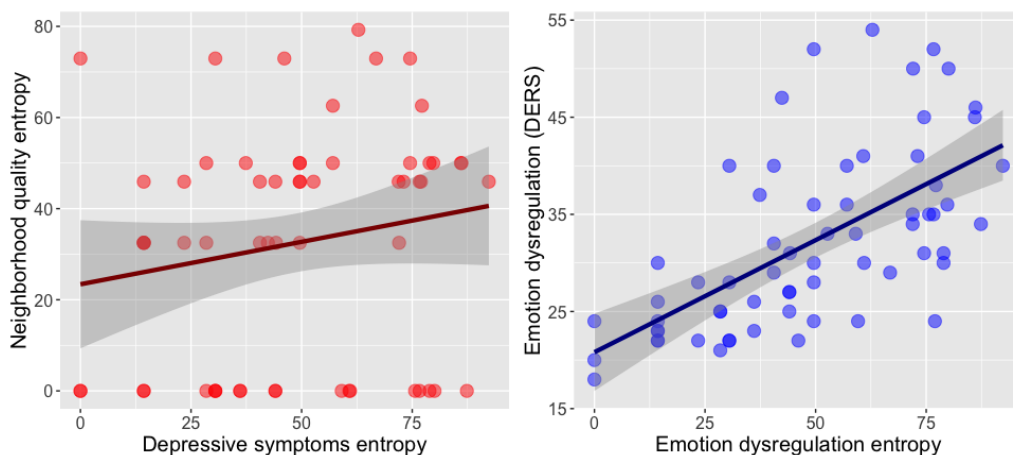 Neighborhood quality entropy
80
60
40
20
0
0 25 50 75
Depressive symptoms entropy
Emotion dysregulation (DERS)
55
45
35
25
15
0 25 50 75
Emotion dysregulation entropy